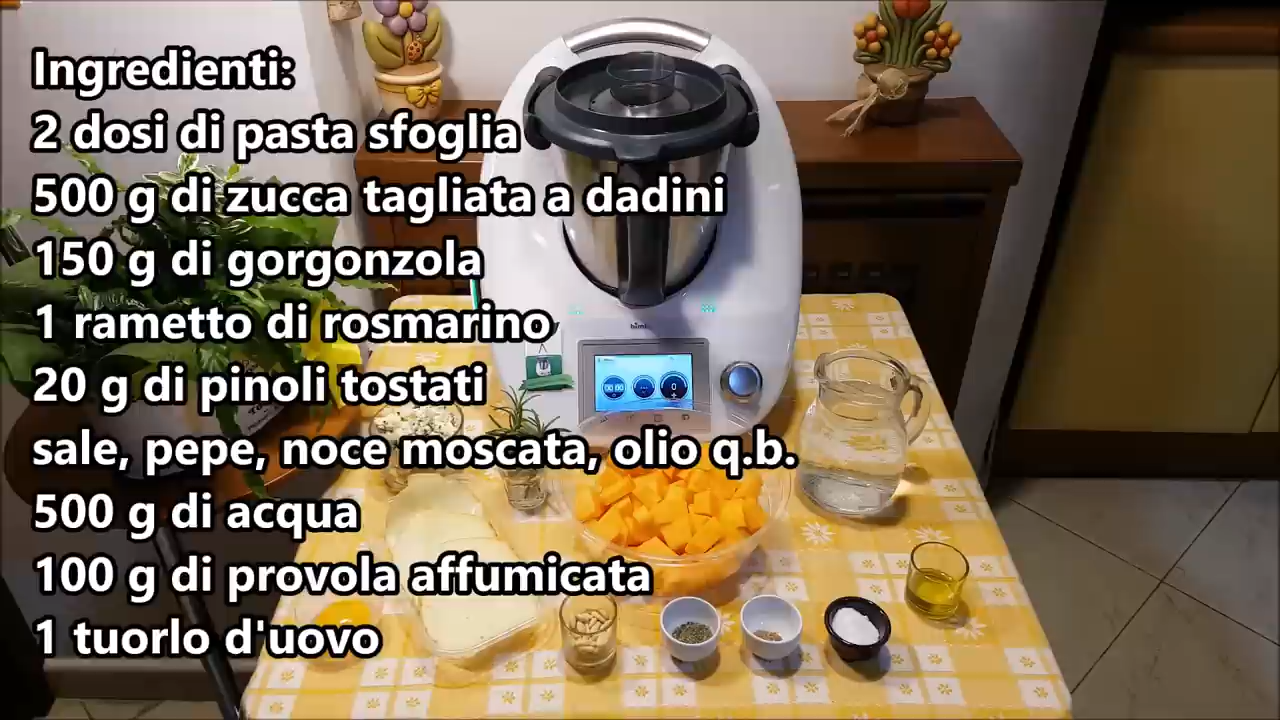 Ingredienti:
2 dosi di pasta sfoglia
500 g di zucca tagliata a dadini
150 g di gorgonzola
1 rametto di rosmarino
20 g di pinoli tostati
sale, pepe, noce moscata, olio q.b.
500 g di acqua
100 g di provola affumicata
1 tuorlo d'uovo